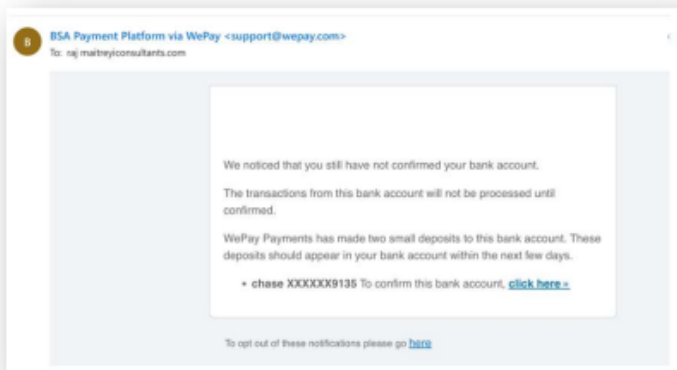 B
BSA Payment Platform via WePay <support@wepay.com>
To: raj maitreyiconsultants.com
We noticed that you still have not confirmed your bank account.
The transactions from this bank account will not be processed until
confirmed.
WePay Payments has made two small deposits to this bank account. These
deposits should appear in your bank account within the next few days.
• chase XXXXXX9135 To confirm this bank account, click here »
To opt out of these notifications please go here